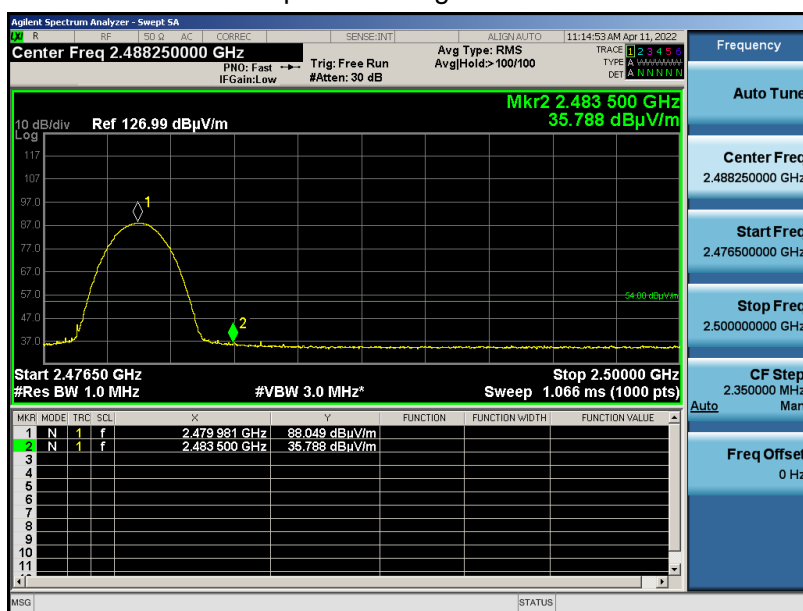 Agilent Spectrum Analyzer - Swept SA
LXI R RF 50 Ω AC CORREC SENSE:INT ALIGN AUTO 11:14:53 AM Apr 11, 2022
Center Freq 2.488250000 GHz Avg Type: RMS TRACE 1 2 3 4 5 6
PNO: Fast Trig: Free Run Avg|Hold:>100/100 TYPE A WWWWW
IFGain:Low #Atten: 30 dB DET A N N N N N
Mkr2 2.483 500 GHz
35.788 dBµV/m
10 dB/div Ref 126.99 dBµV/m
Log
117
107
97.0
87.0
77.0
67.0
57.0
47.0
37.0
1
2
54.00 dBµV/m
Start 2.47650 GHz Stop 2.50000 GHz
#Res BW 1.0 MHz #VBW 3.0 MHz* Sweep 1.066 ms (1000 pts)
MKR MODE TRC SCL X Y FUNCTION FUNCTION WIDTH FUNCTION VALUE
1 N 1 f 2.479 981 GHz 88.049 dBuV/m
2 N 1 f 2.483 500 GHz 35.788 dBuV/m
3
4
5
6
7
8
9
10
11
MSG STATUS
Frequency
Auto Tune
Center Freq
2.488250000 GHz
Start Freq
2.476500000 GHz
Stop Freq
2.500000000 GHz
CF Step
2.350000 MHz
Auto Man
Freq Offset
0 Hz